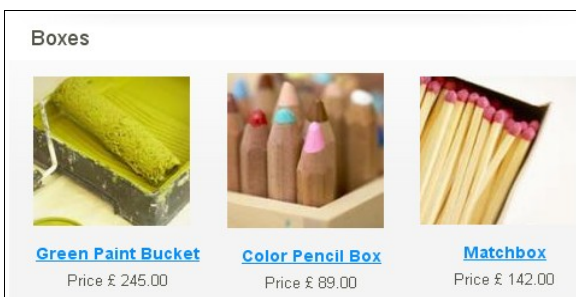 Boxes
Green Paint Bucket
Price £ 245.00
Color Pencil Box
Price £ 89.00
Matchbox
Price £ 142.00